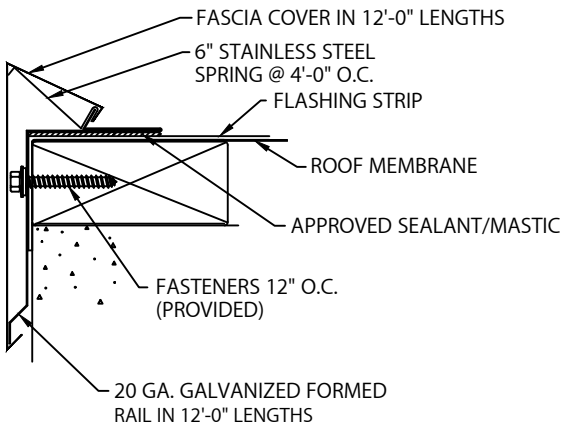 FASCIA COVER IN 12'-0" LENGTHS
6" STAINLESS STEEL
SPRING @ 4'-0" O.C.
FLASHING STRIP
ROOF MEMBRANE
APPROVED SEALANT/MASTIC
FASTENERS 12" O.C.
(PROVIDED)
20 GA. GALVANIZED FORMED
RAIL IN 12'-0" LENGTHS